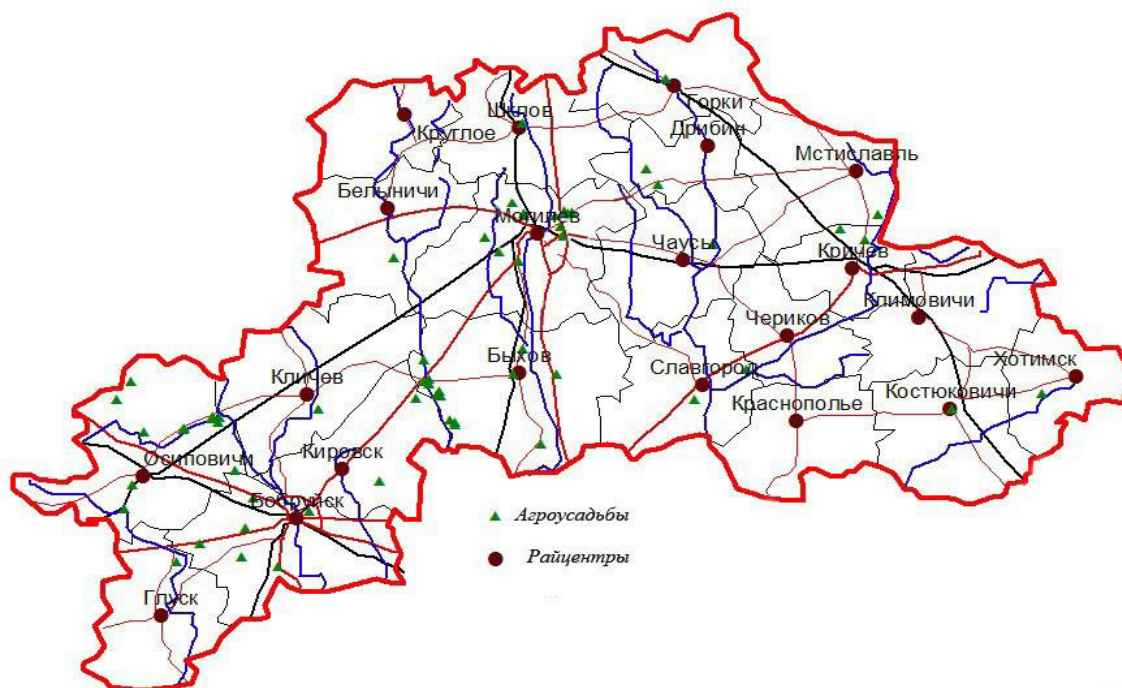 Горки
Шклов
Круглое
Дрибин
Мстиславль
Белыничи
Могилев
Чаусы
Кричев
Климовичи
Чериков
Быхов
Славгород
Хотимск
Кличев
Краснополье
Костюковичи
Осиповичи
Кировск
Бобруйск
Агроусадьбы
Райцентры
Глуск